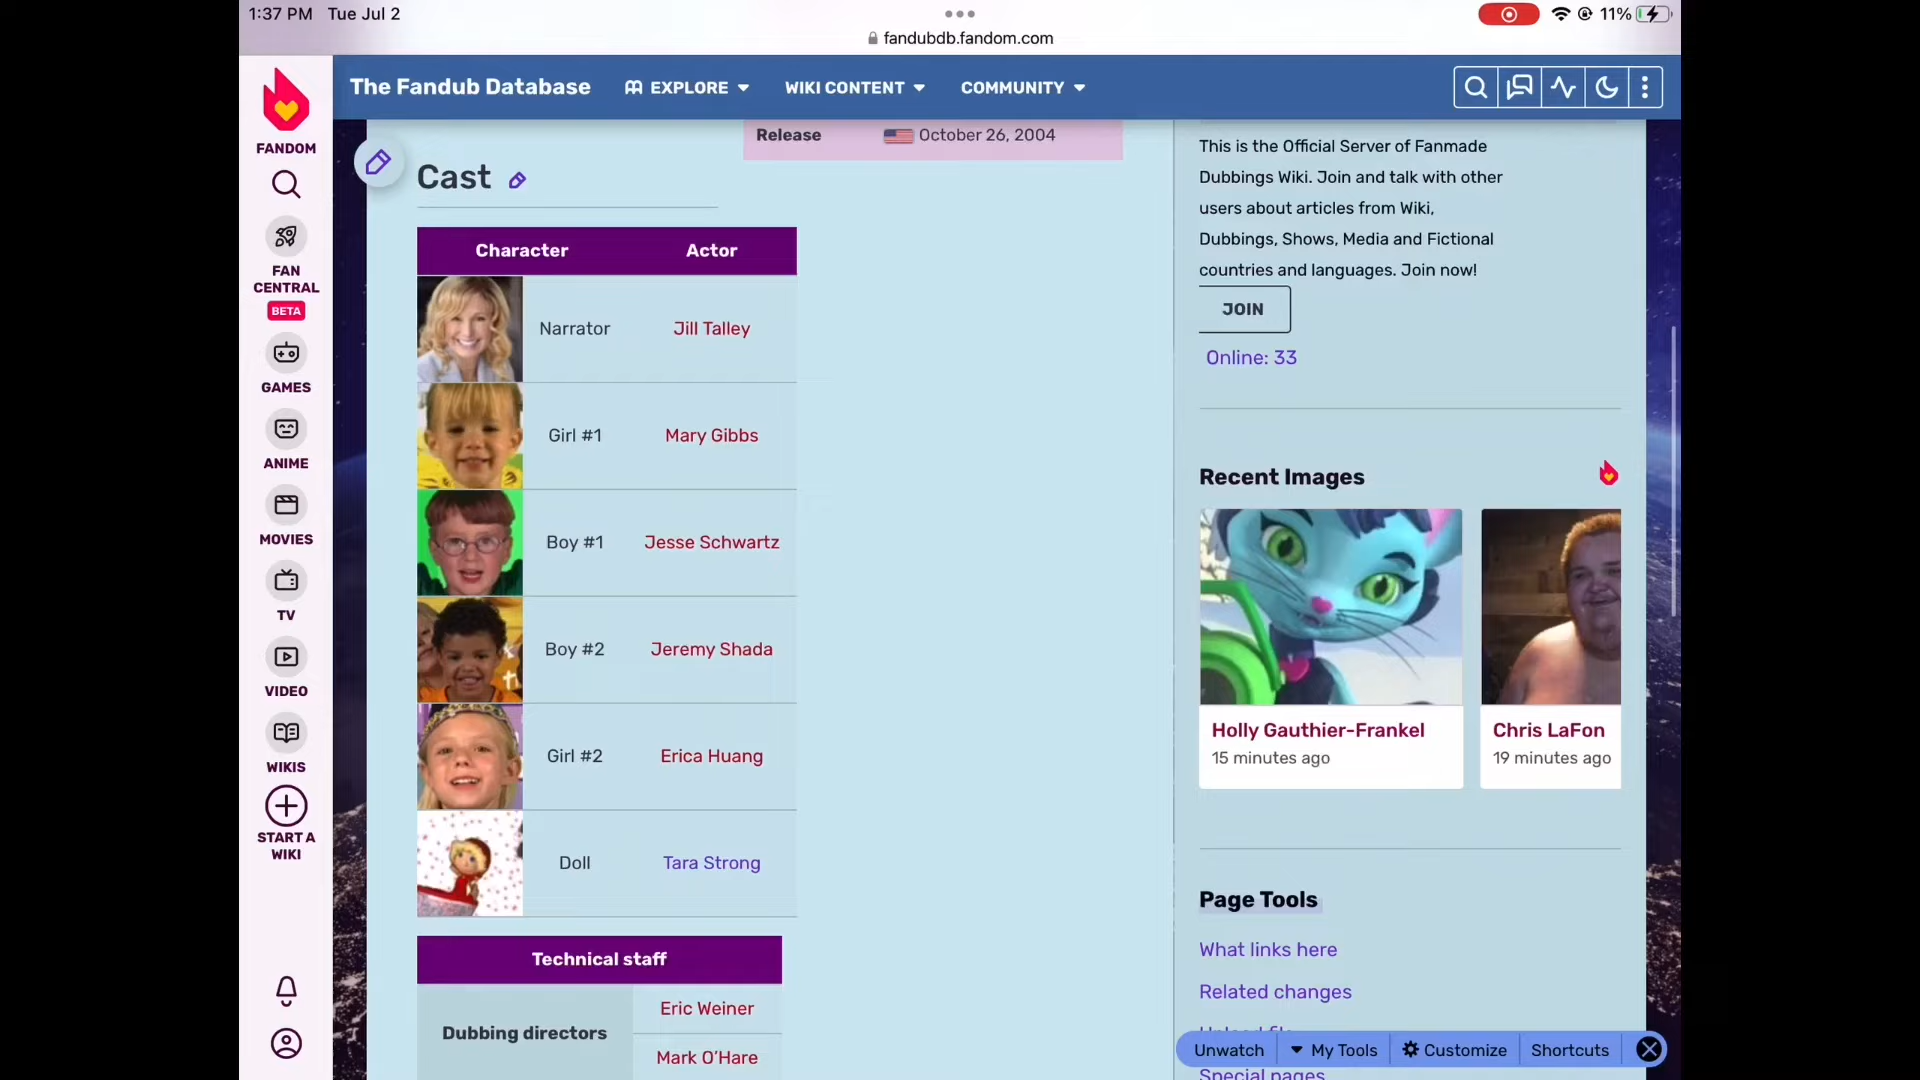 1:37 PM Tue Jul 2
11%
fandubdb.fandom.com
The Fandub Database
EXPLORE
WIKI CONTENT
COMMUNITY
FANDOM
FAN
CENTRAL
BETA
GAMES
ANIME
MOVIES
TV
VIDEO
WIKIS
START A
WIKI
Release October 26, 2004
Cast
Character Actor
Narrator Jill Talley
Girl #1 Mary Gibbs
Boy #1 Jesse Schwartz
Boy #2 Jeremy Shada
Girl #2 Erica Huang
Doll Tara Strong
Technical staff
Dubbing directors
Eric Weiner
Mark O'Hare
This is the Official Server of Fanmade
Dubbings Wiki. Join and talk with other
users about articles from Wiki,
Dubbings, Shows, Media and Fictional
countries and languages. Join now!
JOIN
Online: 33
Recent Images
Holly Gauthier-Frankel
15 minutes ago
Chris LaFon
19 minutes ago
Page Tools
What links here
Related changes
Special pages
Unwatch
My Tools
Customize
Shortcuts